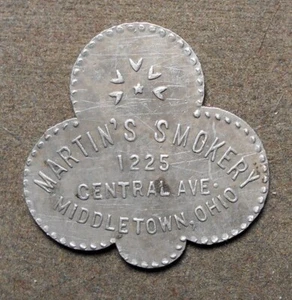 MARTIN'S SMOKERY
1225
CENTRAL AVE.
MIDDLETOWN, OHIO